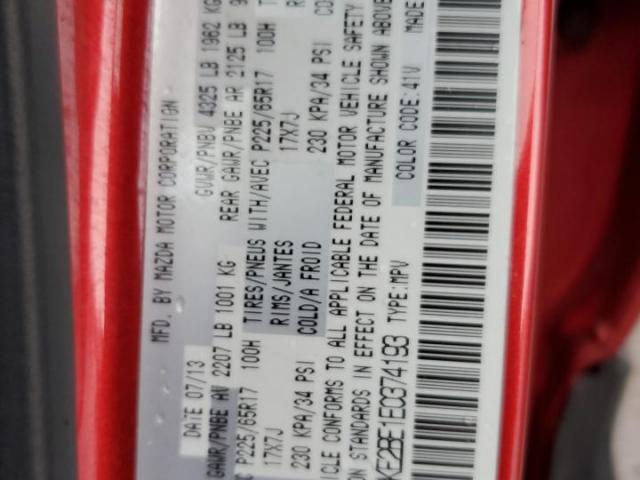 MFD. BY MAZDA MOTOR CORPORATION
DATE 07/13 GVWR/PNBV 4325 LB 1962 KG
GAWR/PNBE AV 2207 LB 1001 KG REAR GAWR/PNBE AR 2125 LB
P225/65R17 100H TIRES/PNEUS WITH/AVEC P225/65R17 100H
17X7J RIMS/JANTES 17X7J
230 KPA/34 PSI COLD/A FROID 230 KPA/34 PSI
CONFORMS TO ALL APPLICABLE FEDERAL MOTOR VEHICLE SAFETY
STANDARDS IN EFFECT ON THE DATE OF MANUFACTURE SHOWN ABOVE
KE2BE1E0374193 TYPE: MPV COLOR CODE: 41V MADE